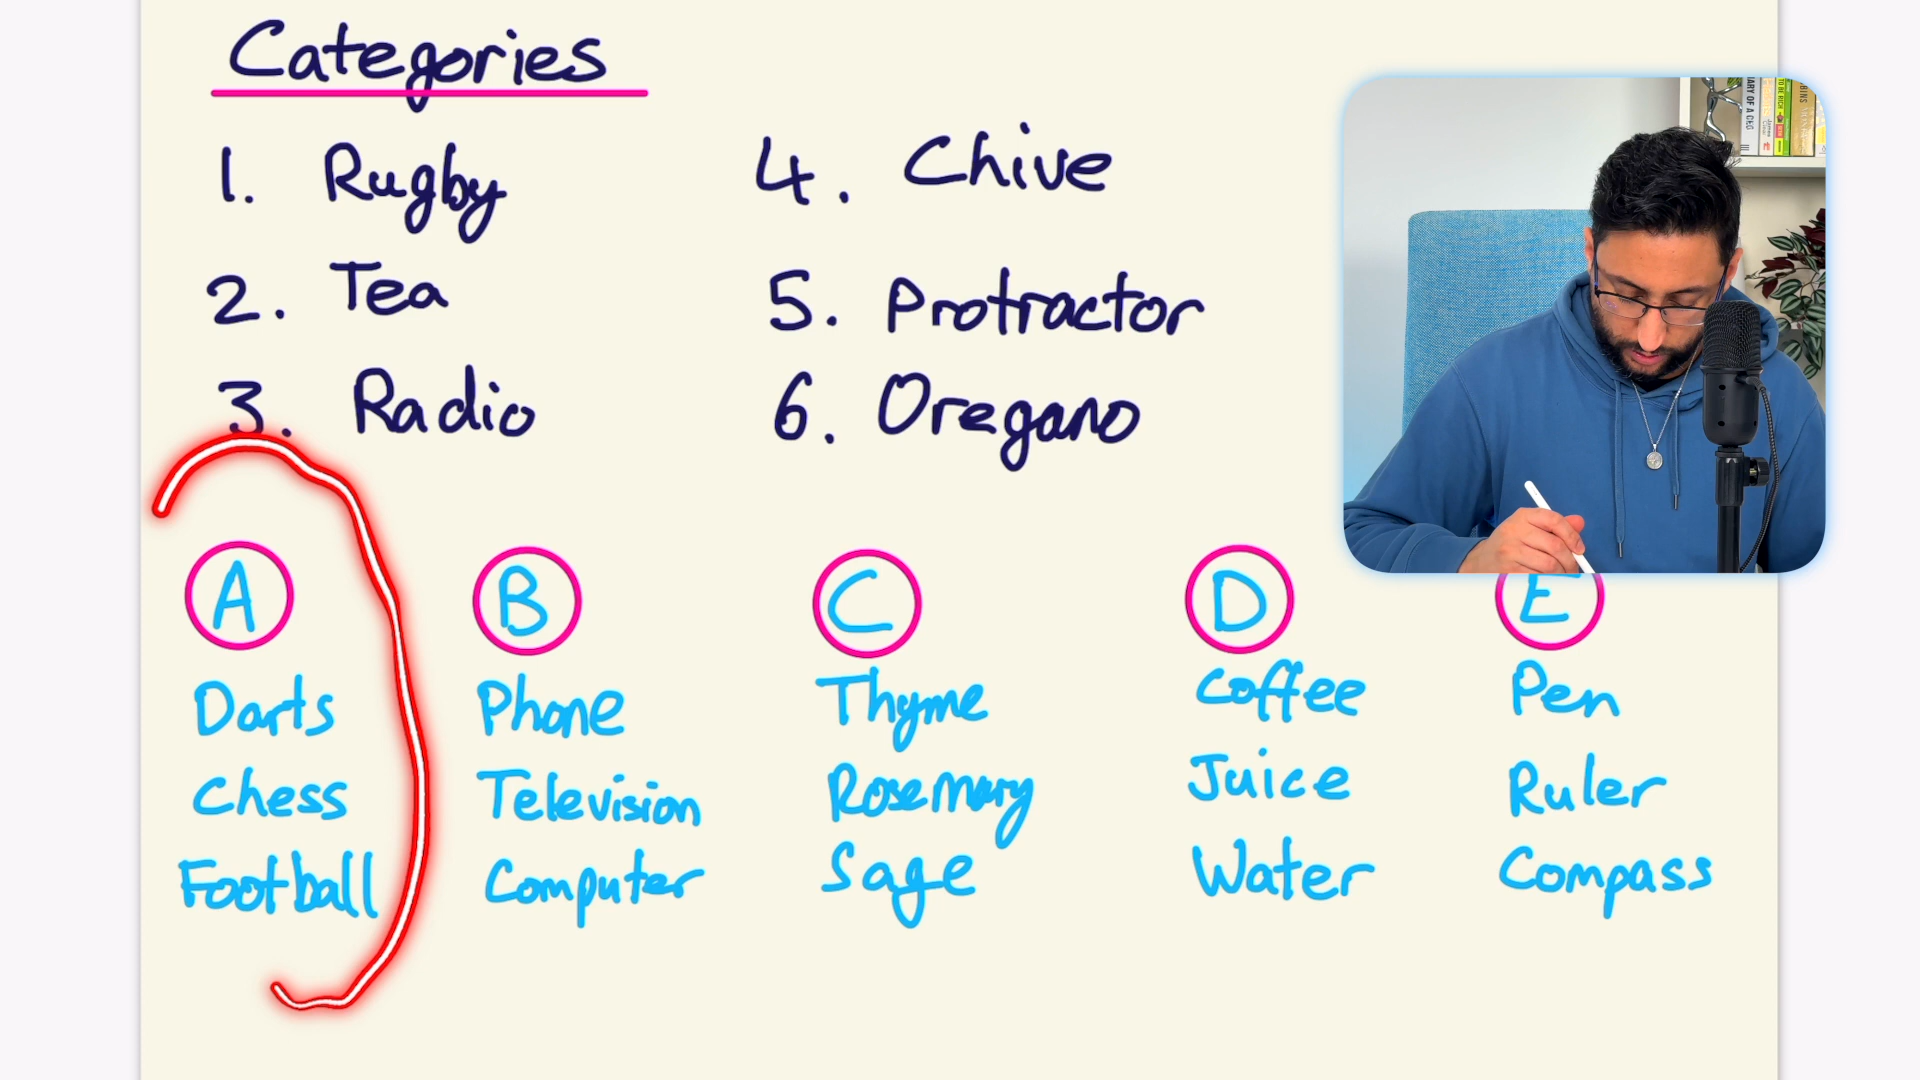 Categories
1. Rugby
2. Tea
3. Radio
4. Chive
5. Protractor
6. Oregano
A
Darts
Chess
Football
B
Phone
Television
Computer
C
Thyme
Rosemary
Sage
D
Coffee
Juice
Water
E
Pen
Ruler
Compass